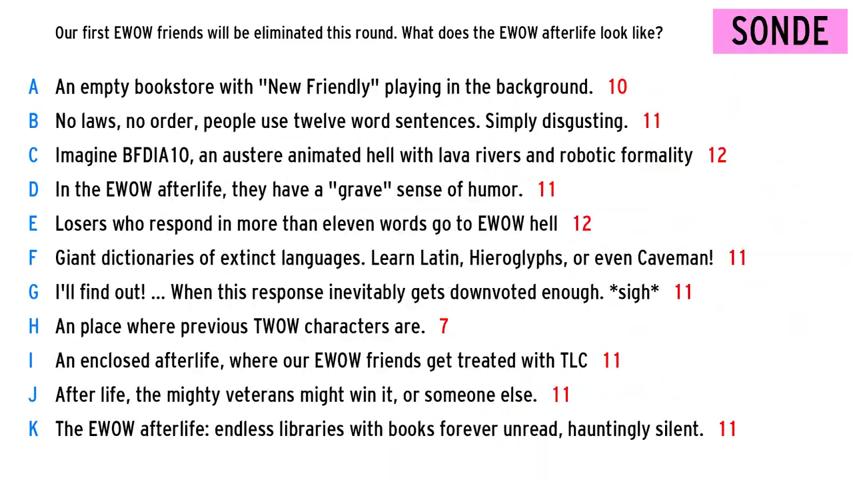 Our first EWOW friends will be eliminated this round. What does the EWOW afterlife look like?
SONDE
A An empty bookstore with "New Friendly" playing in the background. 10
B No laws, no order, people use twelve word sentences. Simply disgusting. 11
C Imagine BFDIA10, an austere animated hell with lava rivers and robotic formality 12
D In the EWOW afterlife, they have a "grave" sense of humor. 11
E Losers who respond in more than eleven words go to EWOW hell 12
F Giant dictionaries of extinct languages. Learn Latin, Hieroglyphs, or even Caveman! 11
G I'll find out! ... When this response inevitably gets downvoted enough. *sigh* 11
H An place where previous TWOW characters are. 7
I An enclosed afterlife, where our EWOW friends get treated with TLC 11
J After life, the mighty veterans might win it, or someone else. 11
K The EWOW afterlife: endless libraries with books forever unread, hauntingly silent. 11